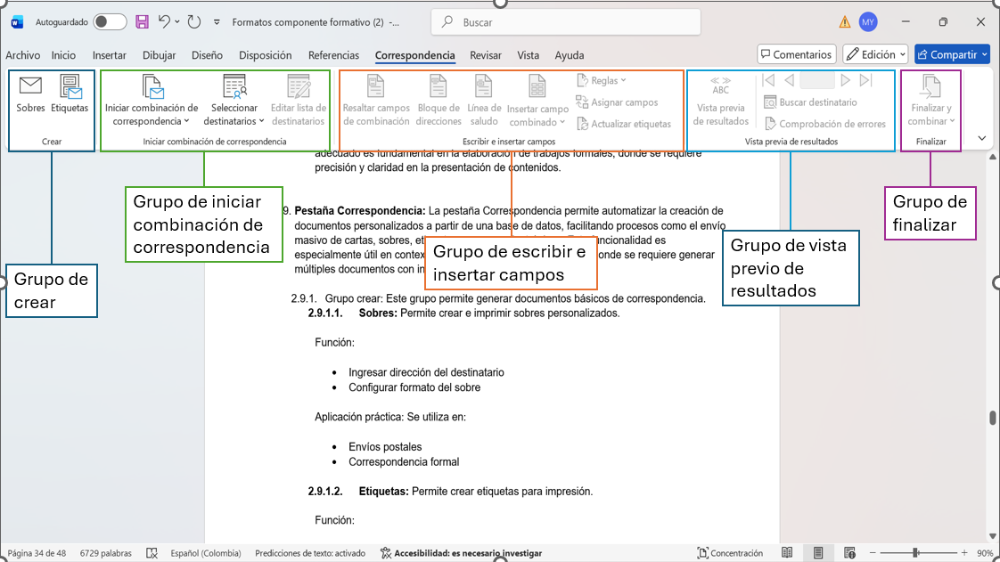 Autoguardado
Formatos componente formativo (2) -...
Buscar
MY
Archivo Inicio Insertar Dibujar Diseño Disposición Referencias Correspondencia Revisar Vista Ayuda
Comentarios Edición Compartir
Sobres Etiquetas
Crear
Iniciar combinación de correspondencia
Seleccionar destinatarios
Editar lista de destinatarios
Iniciar combinación de correspondencia
Resaltar campos de combinación
Bloque de direcciones
Línea de saludo
Insertar campo combinado
Reglas
Asignar campos
Actualizar etiquetas
Escribir e insertar campos
ABC
Vista previa de resultados
Buscar destinatario
Comprobación de errores
Vista previa de resultados
Finalizar y combinar
Finalizar
adecuado es fundamental en la elaboración de trabajos formales, donde se requiere
precisión y claridad en la presentación de contenidos.
Grupo de iniciar
combinación de
correspondencia
Grupo de
finalizar
9. Pestaña Correspondencia: La pestaña Correspondencia permite automatizar la creación de
documentos personalizados a partir de una base de datos, facilitando procesos como el envío
masivo de cartas, sobres, funcionalidad es
especialmente útil en donde se requiere generar
múltiples documentos con
Grupo de escribir e
insertar campos
Grupo de vista
previo de
resultados
Grupo de
crear
2.9.1. Grupo crear: Este grupo permite generar documentos básicos de correspondencia.
2.9.1.1. Sobres: Permite crear e imprimir sobres personalizados.
Función:
• Ingresar dirección del destinatario
• Configurar formato del sobre
Aplicación práctica: Se utiliza en:
• Envíos postales
• Correspondencia formal
2.9.1.2. Etiquetas: Permite crear etiquetas para impresión.
Función:
Página 34 de 48 6729 palabras Español (Colombia) Predicciones de texto: activado Accesibilidad: es necesario investigar Concentración 90%